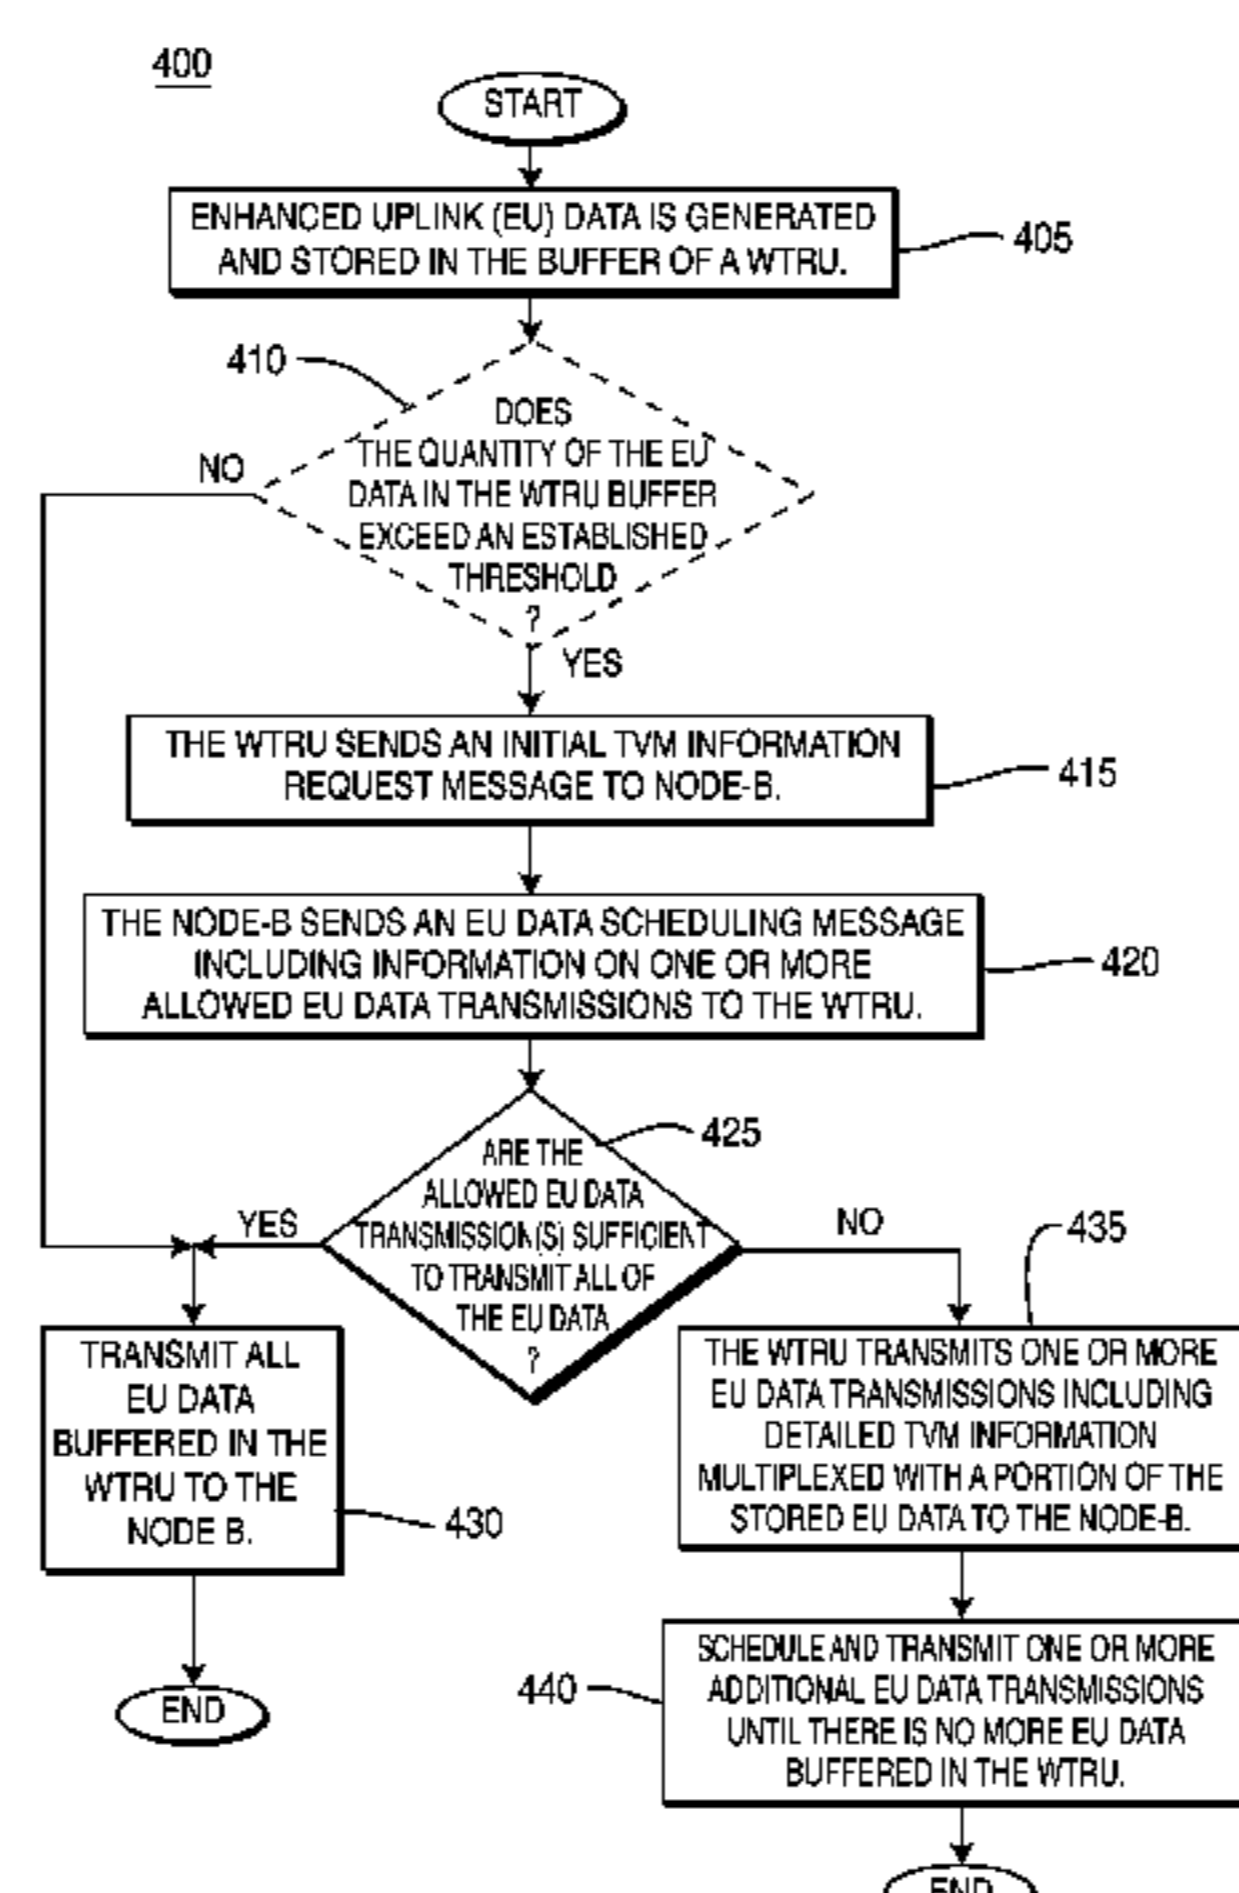 400
START
ENHANCED UPLINK (EU) DATA IS GENERATED
AND STORED IN THE BUFFER OF A WTRU.
405
410
DOES
THE QUANTITY OF THE EU
DATA IN THE WTRU BUFFER
EXCEED AN ESTABLISHED
THRESHOLD
?
NO
YES
THE WTRU SENDS AN INITIAL TVM INFORMATION
REQUEST MESSAGE TO NODE-B.
415
THE NODE-B SENDS AN EU DATA SCHEDULING MESSAGE
INCLUDING INFORMATION ON ONE OR MORE
ALLOWED EU DATA TRANSMISSIONS TO THE WTRU.
420
425
ARE THE
ALLOWED EU DATA
TRANSMISSION(S) SUFFICIENT
TO TRANSMIT ALL OF
THE EU DATA
?
YES
NO
435
TRANSMIT ALL
EU DATA
BUFFERED IN THE
WTRU TO THE
NODE B.
430
THE WTRU TRANSMITS ONE OR MORE
EU DATA TRANSMISSIONS INCLUDING
DETAILED TVM INFORMATION
MULTIPLEXED WITH A PORTION OF THE
STORED EU DATA TO THE NODE-B.
END
440
SCHEDULE AND TRANSMIT ONE OR MORE
ADDITIONAL EU DATA TRANSMISSIONS
UNTIL THERE IS NO MORE EU DATA
BUFFERED IN THE WTRU.
END